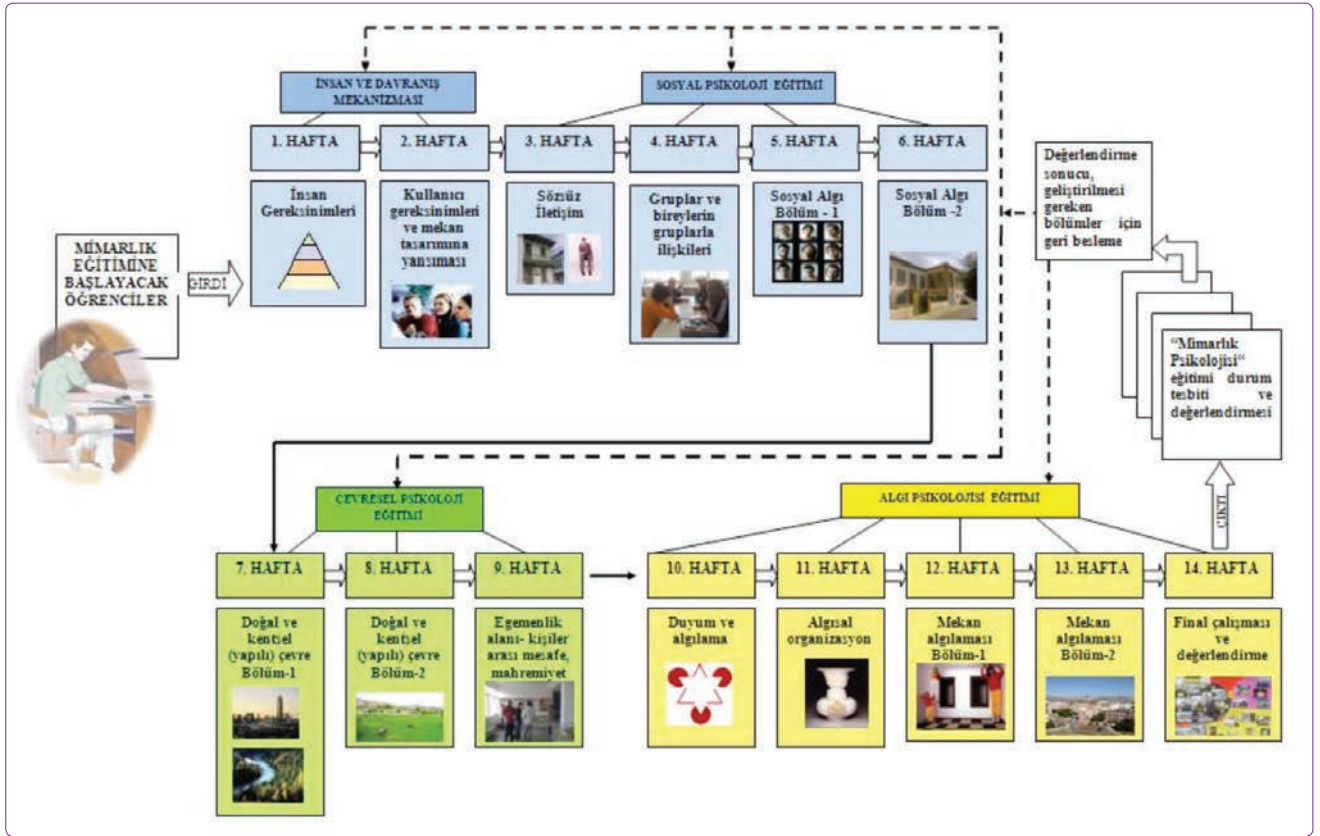 İNSAN VE DAVRANIŞ
MEKANİZMASI
SOSYAL PSİKOLOJİ EĞİTİMİ
1. HAFTA
2. HAFTA
3. HAFTA
4. HAFTA
5. HAFTA
6. HAFTA
İnsan
Gereksinimleri
Kullanıcı
gereksinimleri
ve mekan
tasarımına
yansıması
Sözsüz
İletişim
Gruplar ve
bireylerin
gruplarla
ilişkileri
Sosyal Algı
Bölüm - 1
Sosyal Algı
Bölüm -2
Değerlendirme
sonucu,
geliştirilmesi
gereken
bölümler için
geri besleme
MİMARLIK
EĞİTİMİNE
BAŞLAYACAK
ÖĞRENCİLER
GİRDİ
“Mimarlık
Psikolojisi“
eğitimi durum
tesbiti ve
değerlendirmesi
ÇIKTI
ÇEVRESEL PSİKOLOJİ
EĞİTİMİ
ALGI PSİKOLOJİSİ EĞİTİMİ
7. HAFTA
8. HAFTA
9. HAFTA
10. HAFTA
11. HAFTA
12. HAFTA
13. HAFTA
14. HAFTA
Doğal ve
kentsel
(yapılı) çevre
Bölüm-1
Doğal ve
kentsel
(yapılı) çevre
Bölüm-2
Egemenlik
alanı- kişiler
arası mesafe,
mahremiyet
Duyum ve
algılama
Algısal
organizasyon
Mekan
algılaması
Bölüm-1
Mekan
algılaması
Bölüm-2
Final çalışması
ve
değerlendirme